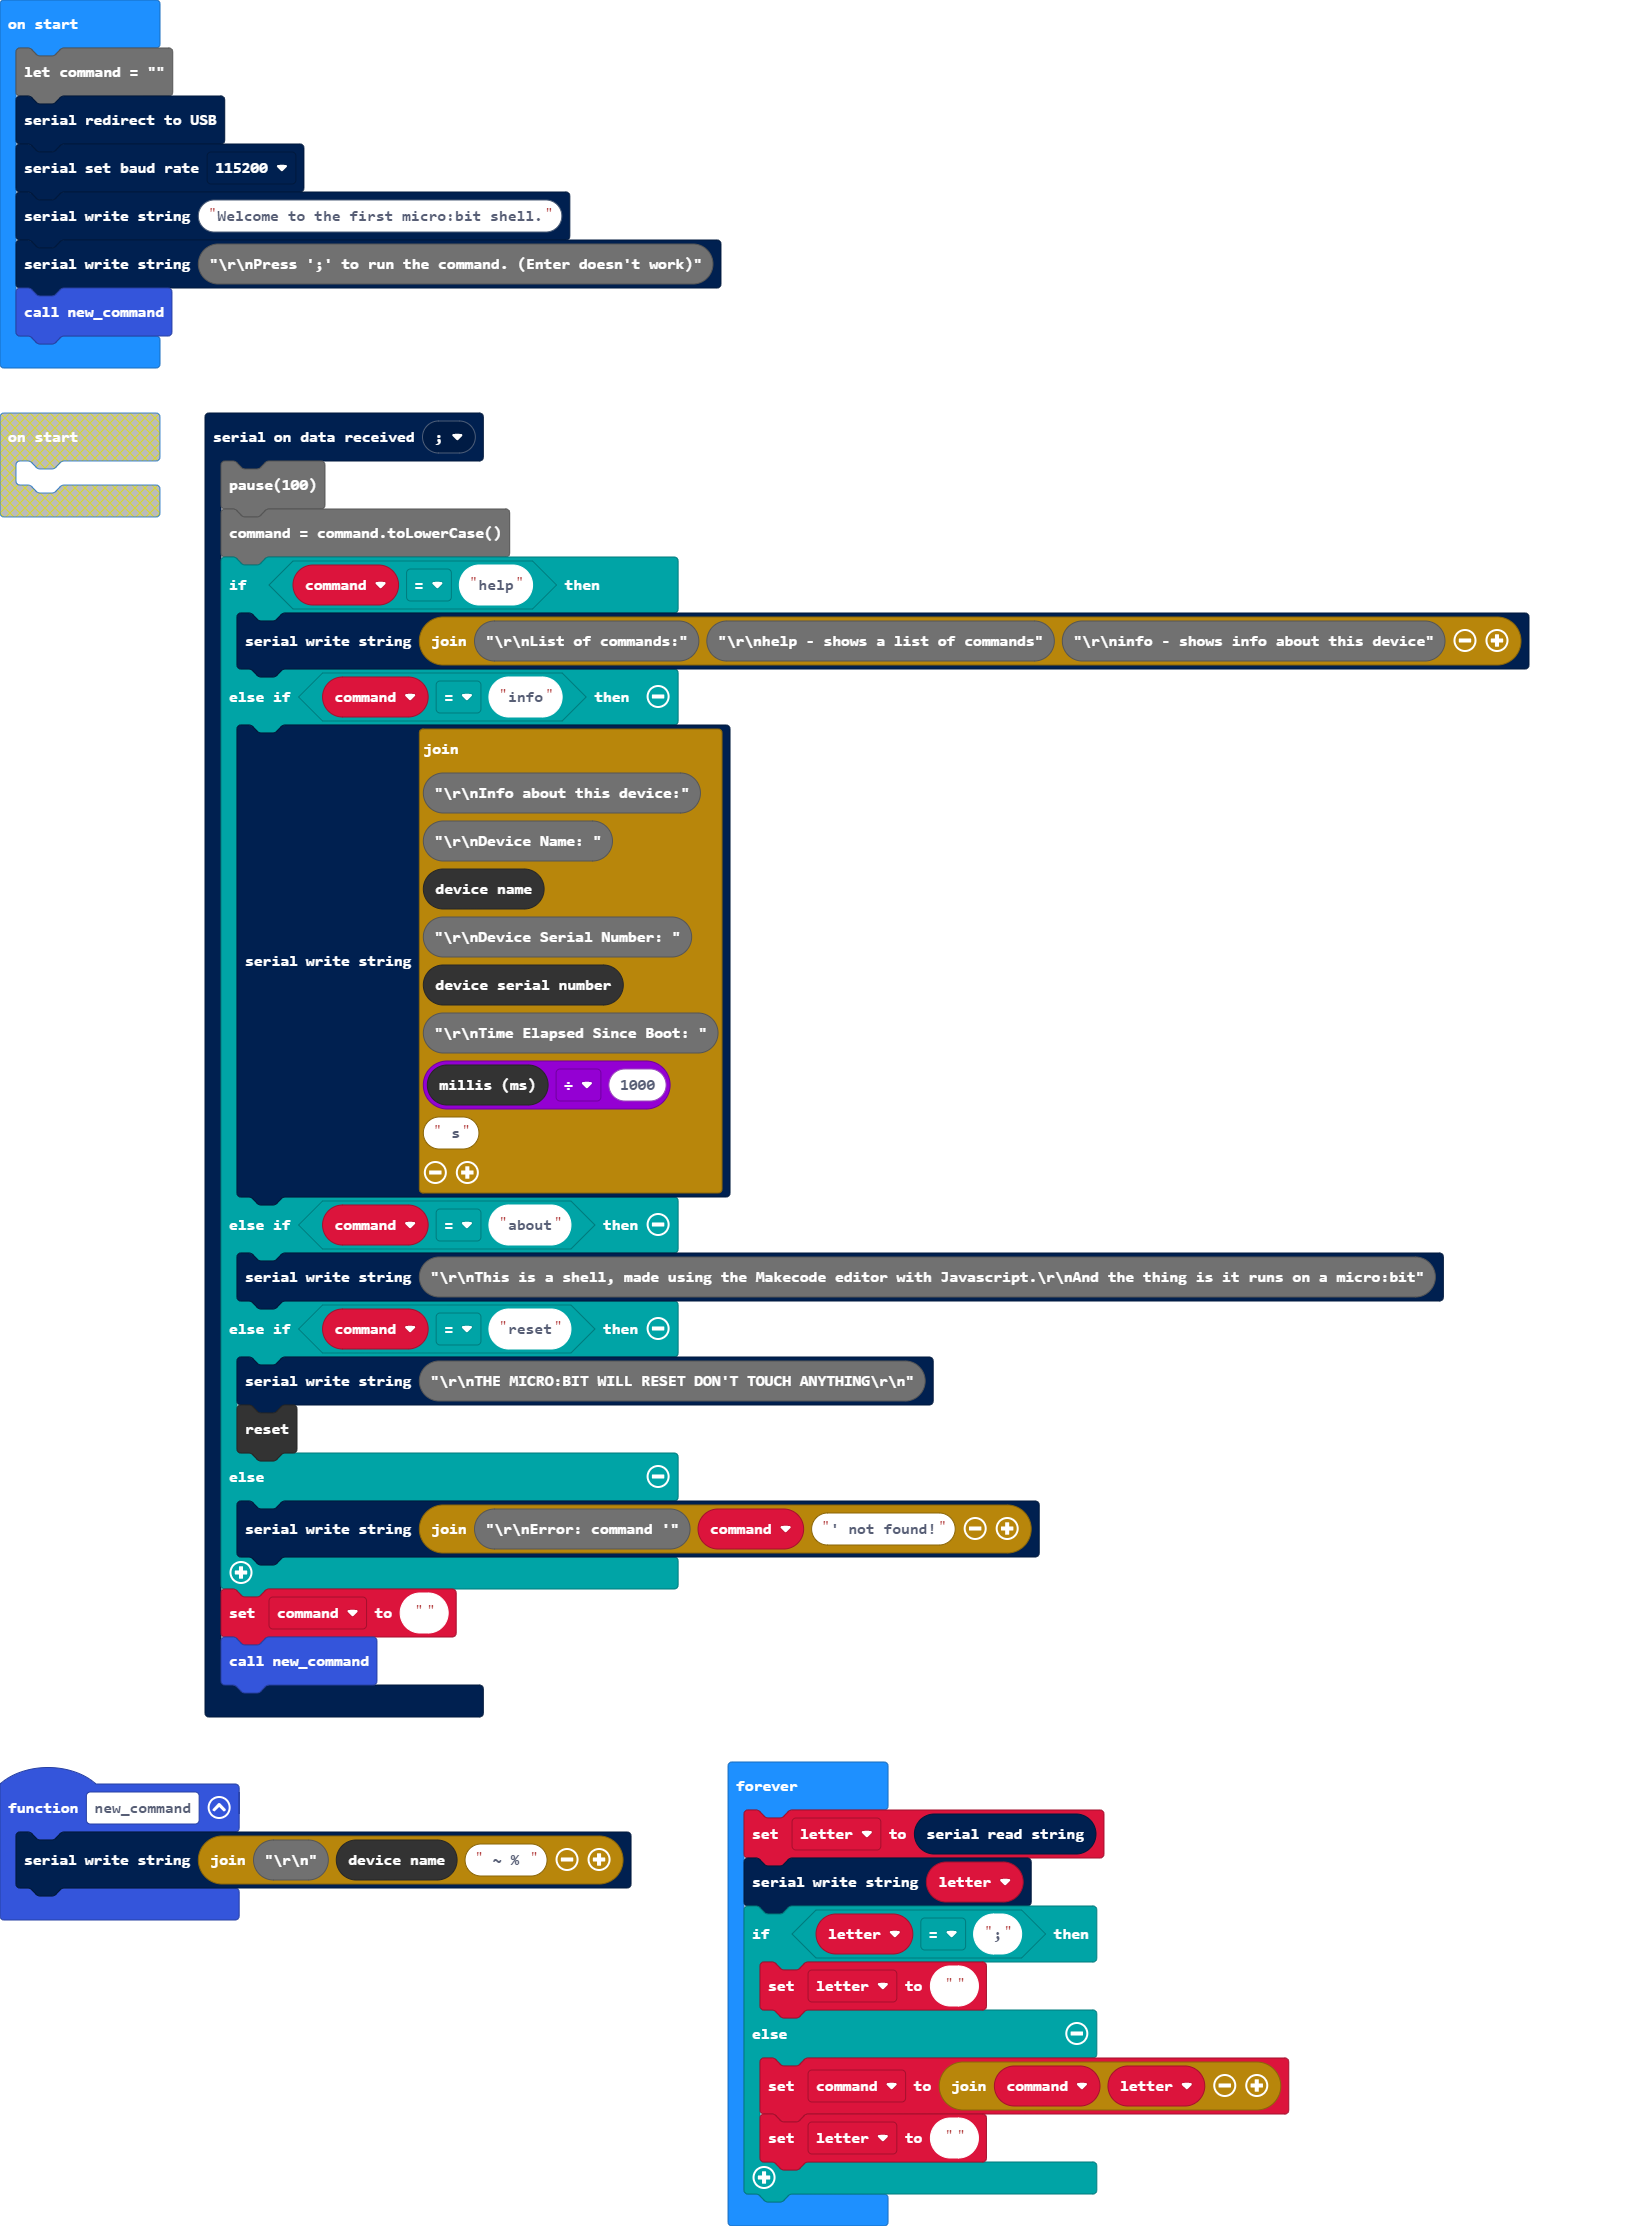 on start
let command = ""
serial redirect to USB
serial set baud rate 115200
serial write string "Welcome to the first micro:bit shell."
serial write string "\r\nPress ';' to run the command. (Enter doesn't work)"
call new_command
on start
serial on data received ;
pause(100)
command = command.toLowerCase()
if command = "help" then
serial write string join "\r\nList of commands:" "\r\nhelp - shows a list of commands" "\r\ninfo - shows info about this device"
else if command = "info" then
join
"\r\nInfo about this device:"
"\r\nDevice Name: "
device name
"\r\nDevice Serial Number: "
serial write string
device serial number
"\r\nTime Elapsed Since Boot: "
millis (ms) ÷ 1000
" s"
else if command = "about" then
serial write string "\r\nThis is a shell, made using the Makecode editor with Javascript.\r\nAnd the thing is it runs on a micro:bit"
else if command = "reset" then
serial write string "\r\nTHE MICRO:BIT WILL RESET DON'T TOUCH ANYTHING\r\n"
reset
else
serial write string join "\r\nError: command '" command "' not found!"
set command to ""
call new_command
function new_command
serial write string join "\r\n" device name " ~ % "
forever
set letter to serial read string
serial write string letter
if letter = ";" then
set letter to ""
else
set command to join command letter
set letter to ""